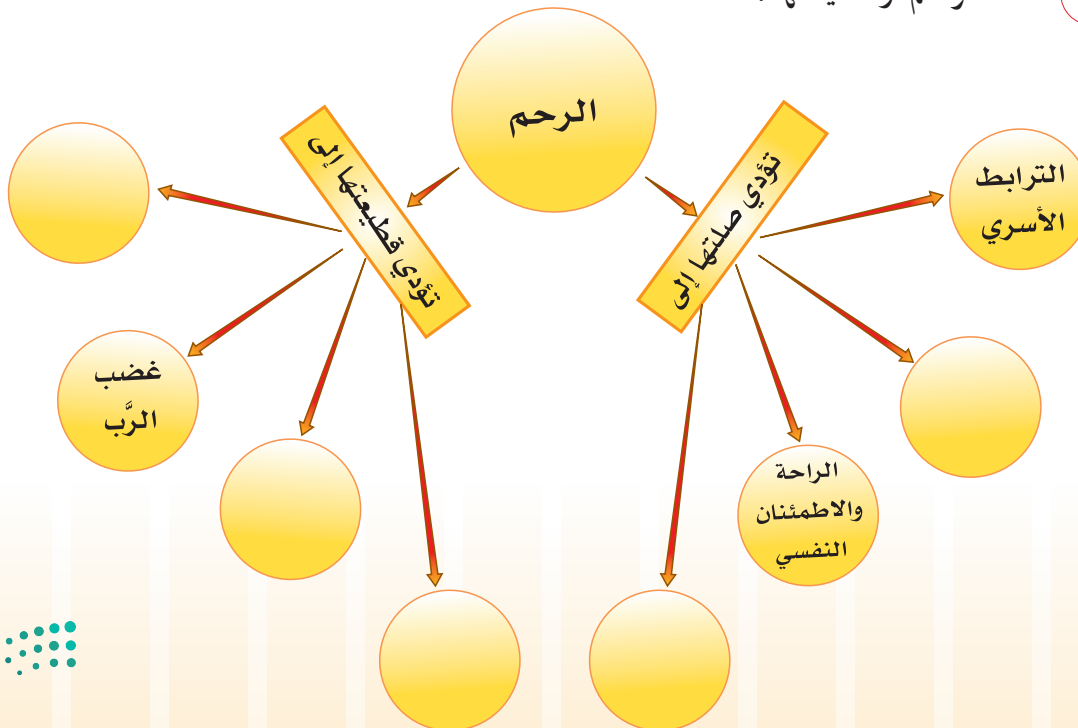 الرحم
تؤدي صلتها إلى
تؤدي قطيعتها إلى
الترابط
الأسري
الراحة
والاطمئنان
النفسي
غضب
الرَّب